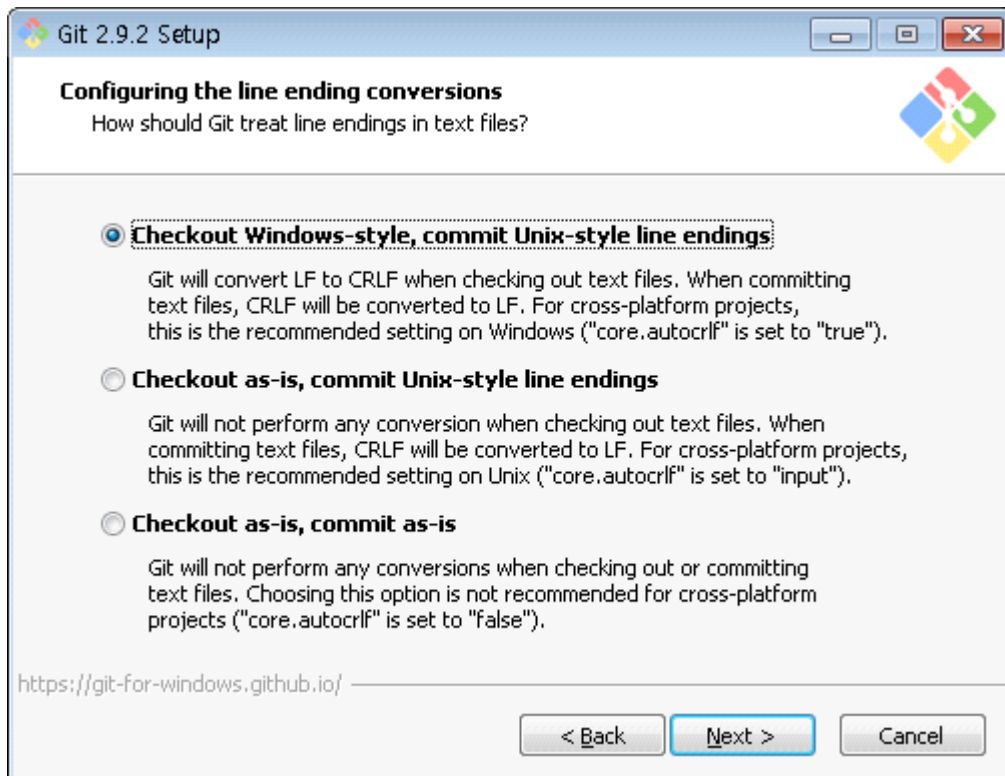 Git 2.9.2 Setup
Configuring the line ending conversions
How should Git treat line endings in text files?
Checkout Windows-style, commit Unix-style line endings
Git will convert LF to CRLF when checking out text files. When committing
text files, CRLF will be converted to LF. For cross-platform projects,
this is the recommended setting on Windows ("core.autocrlf" is set to "true").
Checkout as-is, commit Unix-style line endings
Git will not perform any conversion when checking out text files. When
committing text files, CRLF will be converted to LF. For cross-platform projects,
this is the recommended setting on Unix ("core.autocrlf" is set to "input").
Checkout as-is, commit as-is
Git will not perform any conversions when checking out or committing
text files. Choosing this option is not recommended for cross-platform
projects ("core.autocrlf" is set to "false").
https://git-for-windows.github.io/
< Back
Next >
Cancel